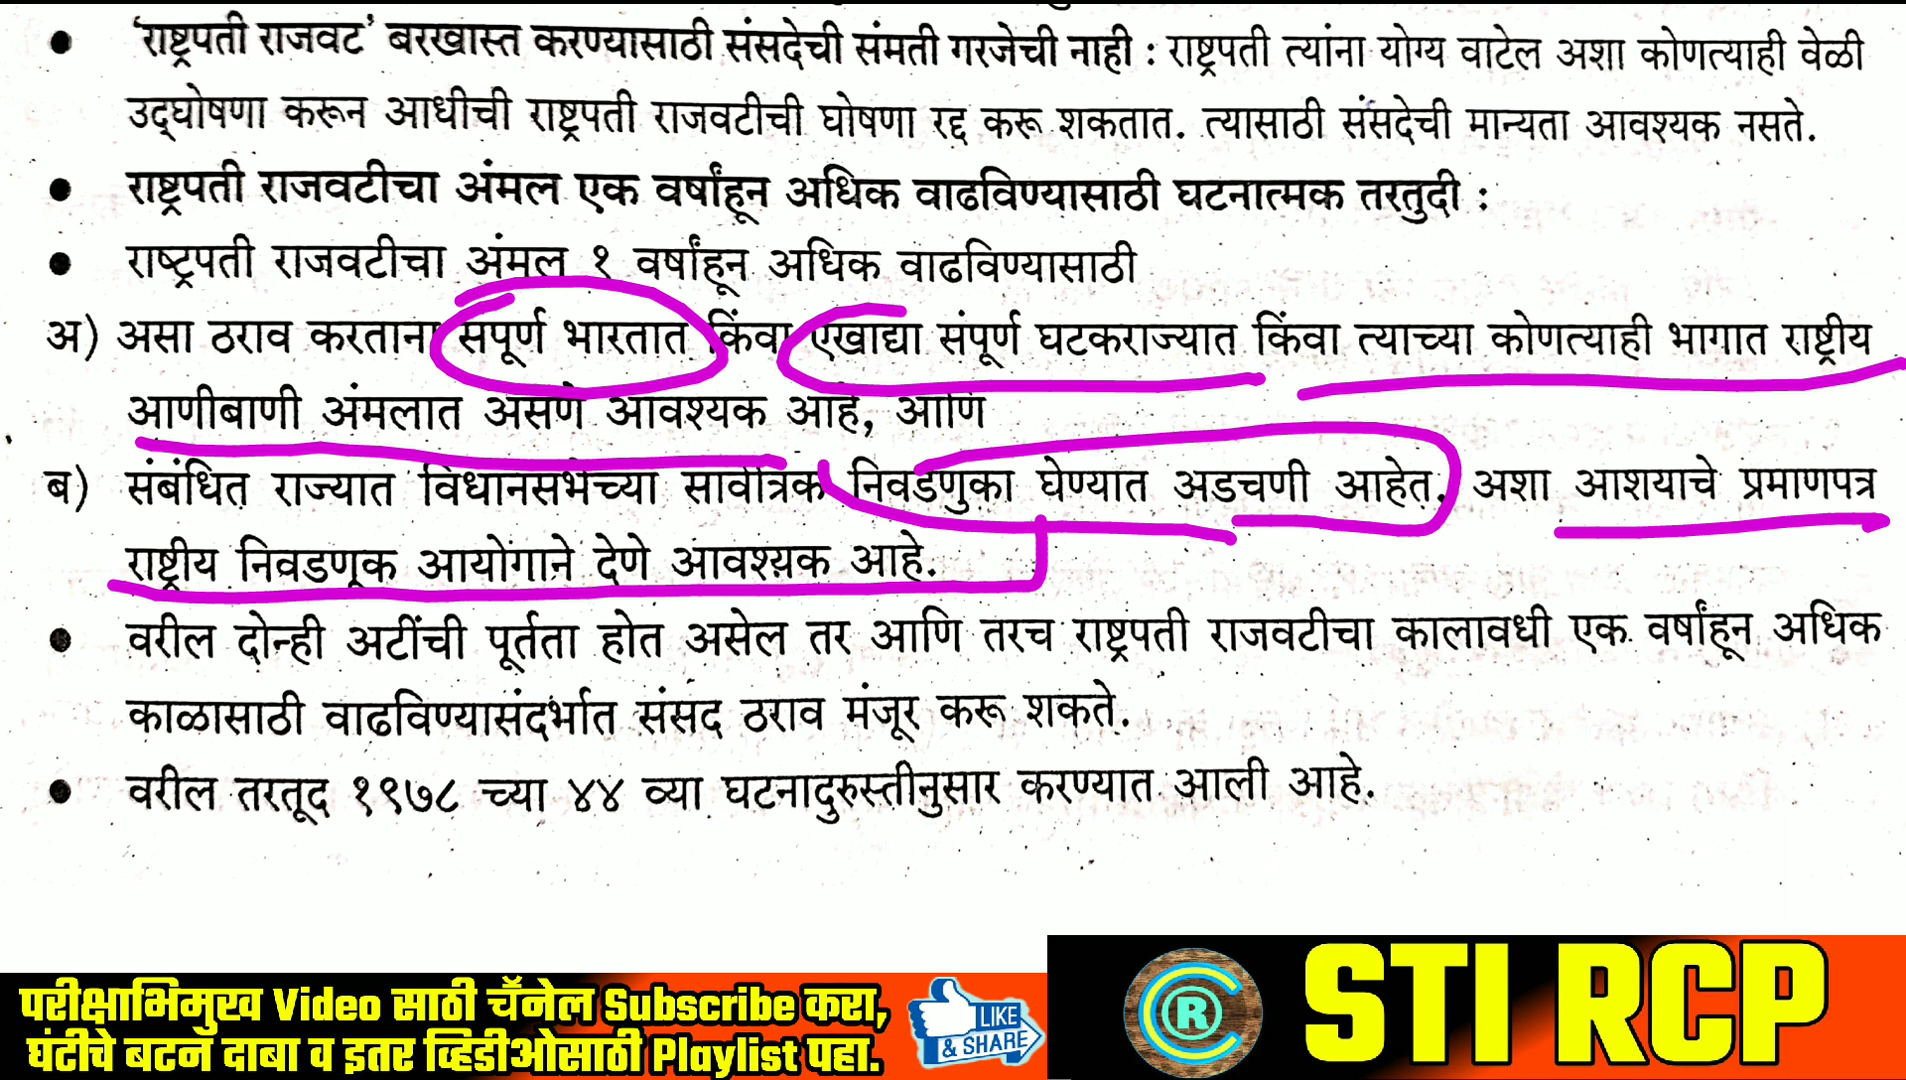 • 'राष्ट्रपती राजवट' बरखास्त करण्यासाठी संसदेची संमती गरजेची नाही : राष्ट्रपती त्यांना योग्य वाटेल अशा कोणत्याही वेळी
उद्घोषणा करून आधीची राष्ट्रपती राजवटीची घोषणा रद्द करू शकतात. त्यासाठी संसदेची मान्यता आवश्यक नसते.
• राष्ट्रपती राजवटीचा अंमल एक वर्षांहून अधिक वाढविण्यासाठी घटनात्मक तरतुदी :
• राष्ट्रपती राजवटीचा अंमल १ वर्षांहून अधिक वाढविण्यासाठी
अ) असा ठराव करताना सपूर्ण भारतात किंवा एखाद्या संपूर्ण घटकराज्यात किंवा त्याच्या कोणत्याही भागात राष्ट्रीय
आणीबाणी अंमलात असणे आवश्यक आहे, आणि
ब) संबंधित राज्यात विधानसभेच्या सार्वत्रिक निवडणुका घेण्यात अडचणी आहेत. अशा आशयाचे प्रमाणपत्र
राष्ट्रीय निवडणूक आयोगाने देणे आवश्यक आहे.
• वरील दोन्ही अटींची पूर्तता होत असेल तर आणि तरच राष्ट्रपती राजवटीचा कालावधी एक वर्षांहून अधिक
काळासाठी वाढविण्यासंदर्भात संसद ठराव मंजूर करू शकते.
• वरील तरतूद १९७८ च्या ४४ व्या घटनादुरुस्तीनुसार करण्यात आली आहे.
परीक्षाभिमुख Video साठी चॅनेल Subscribe करा,
घंटीचे बटन दाबा व इतर व्हिडीओसाठी Playlist पहा.
LIKE
& SHARE
R
STI RCP